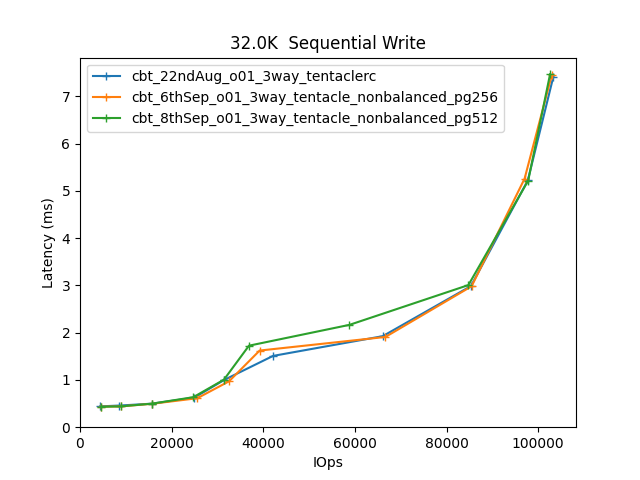 32.0K  Sequential Write
cbt_22ndAug_o01_3way_tentaclerc
cbt_6thSep_o01_3way_tentacle_nonbalanced_pg256
cbt_8thSep_o01_3way_tentacle_nonbalanced_pg512
Latency (ms)
7
6
5
4
3
2
1
0
0 20000 40000 60000 80000 100000
IOps